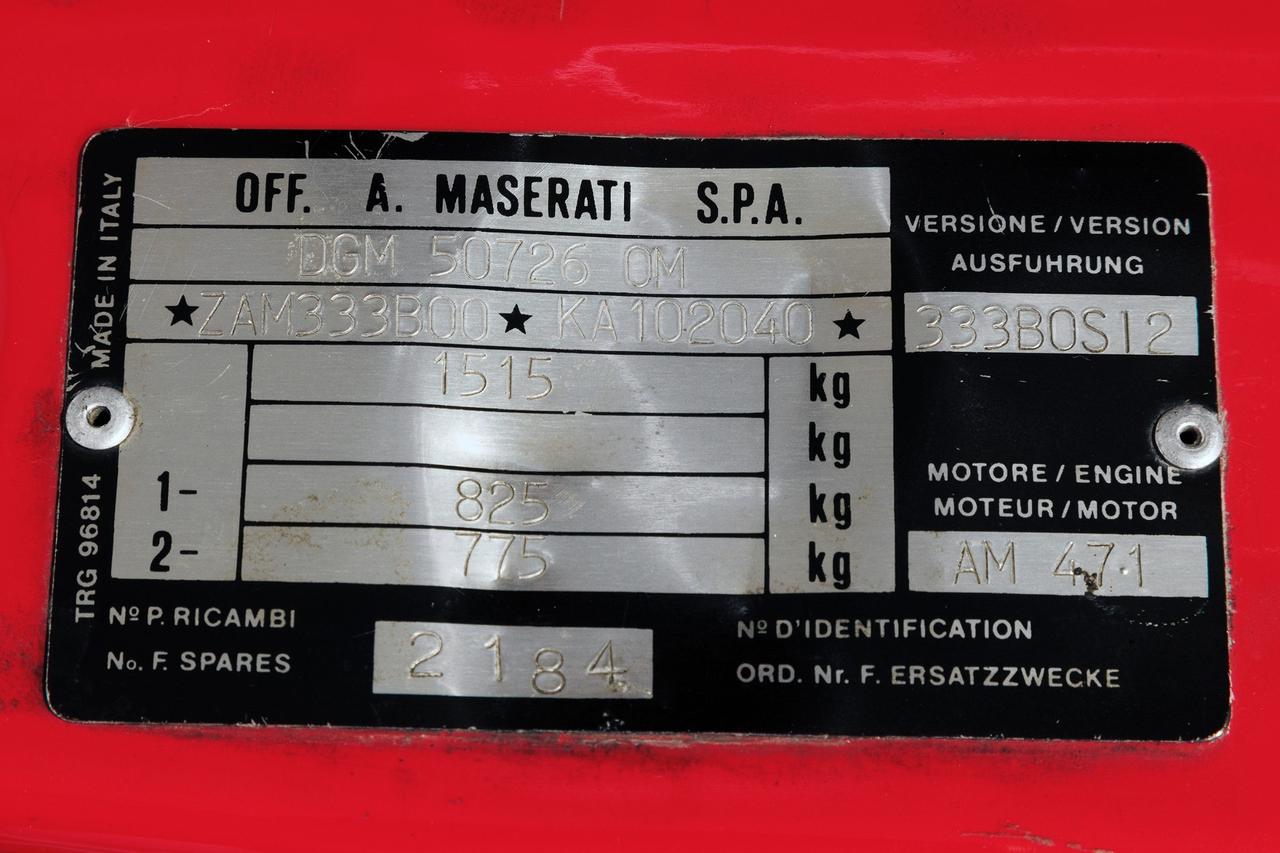 OFF. A. MASERATI S.P.A.
DGM 50726 OM
★ZAM333B00★ KA102040 ★
1515 kg
kg
1- 825 kg
2- 775 kg
MADE IN ITALY
TRG 96814
VERSIONE / VERSION
AUSFUHRUNG
333B0S12
MOTORE / ENGINE
MOTEUR / MOTOR
AM 471
Nº P. RICAMBI
No. F. SPARES
2184
Nº D'IDENTIFICATION
ORD. Nr. F. ERSATZZWECKE